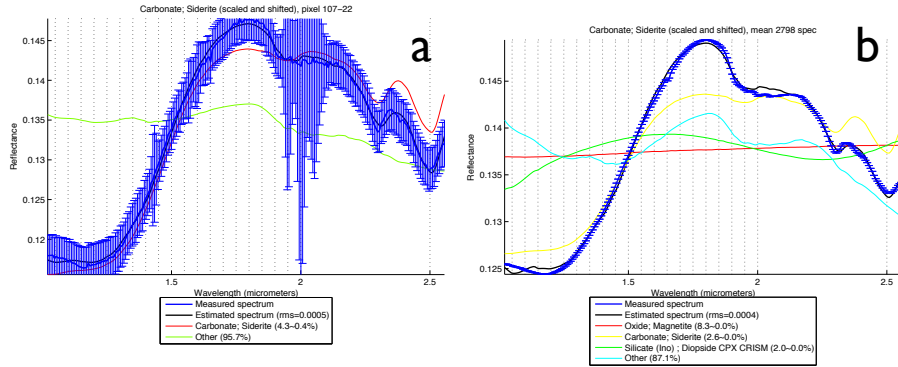 Carbonate; Siderite (scaled and shifted), pixel 107−22
a
0.145
0.14
0.135
0.13
0.125
0.12
Reflectance
1.5
2
2.5
Wavelength (micrometers)
Measured spectrum
Estimated spectrum (rms=0.0005)
Carbonate; Siderite (4.3~0.4%)
Other (95.7%)
Carbonate; Siderite (scaled and shifted), mean 2798 spec
b
0.145
0.14
0.135
0.13
0.125
Reflectance
1.5
2
2.5
Wavelength (micrometers)
Measured spectrum
Estimated spectrum (rms=0.0004)
Oxide; Magnetite (8.3~0.0%)
Carbonate; Siderite (2.6~0.0%)
Silicate (Ino) ; Diopside CPX CRISM (2.0~0.0%)
Other (87.1%)